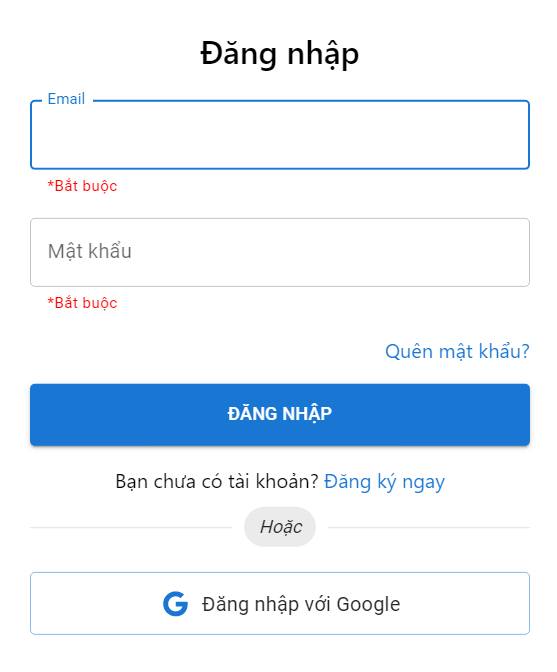 Đăng nhập
Email
*Bắt buộc
Mật khẩu
*Bắt buộc
Quên mật khẩu?
ĐĂNG NHẬP
Bạn chưa có tài khoản? Đăng ký ngay
Hoặc
Đăng nhập với Google